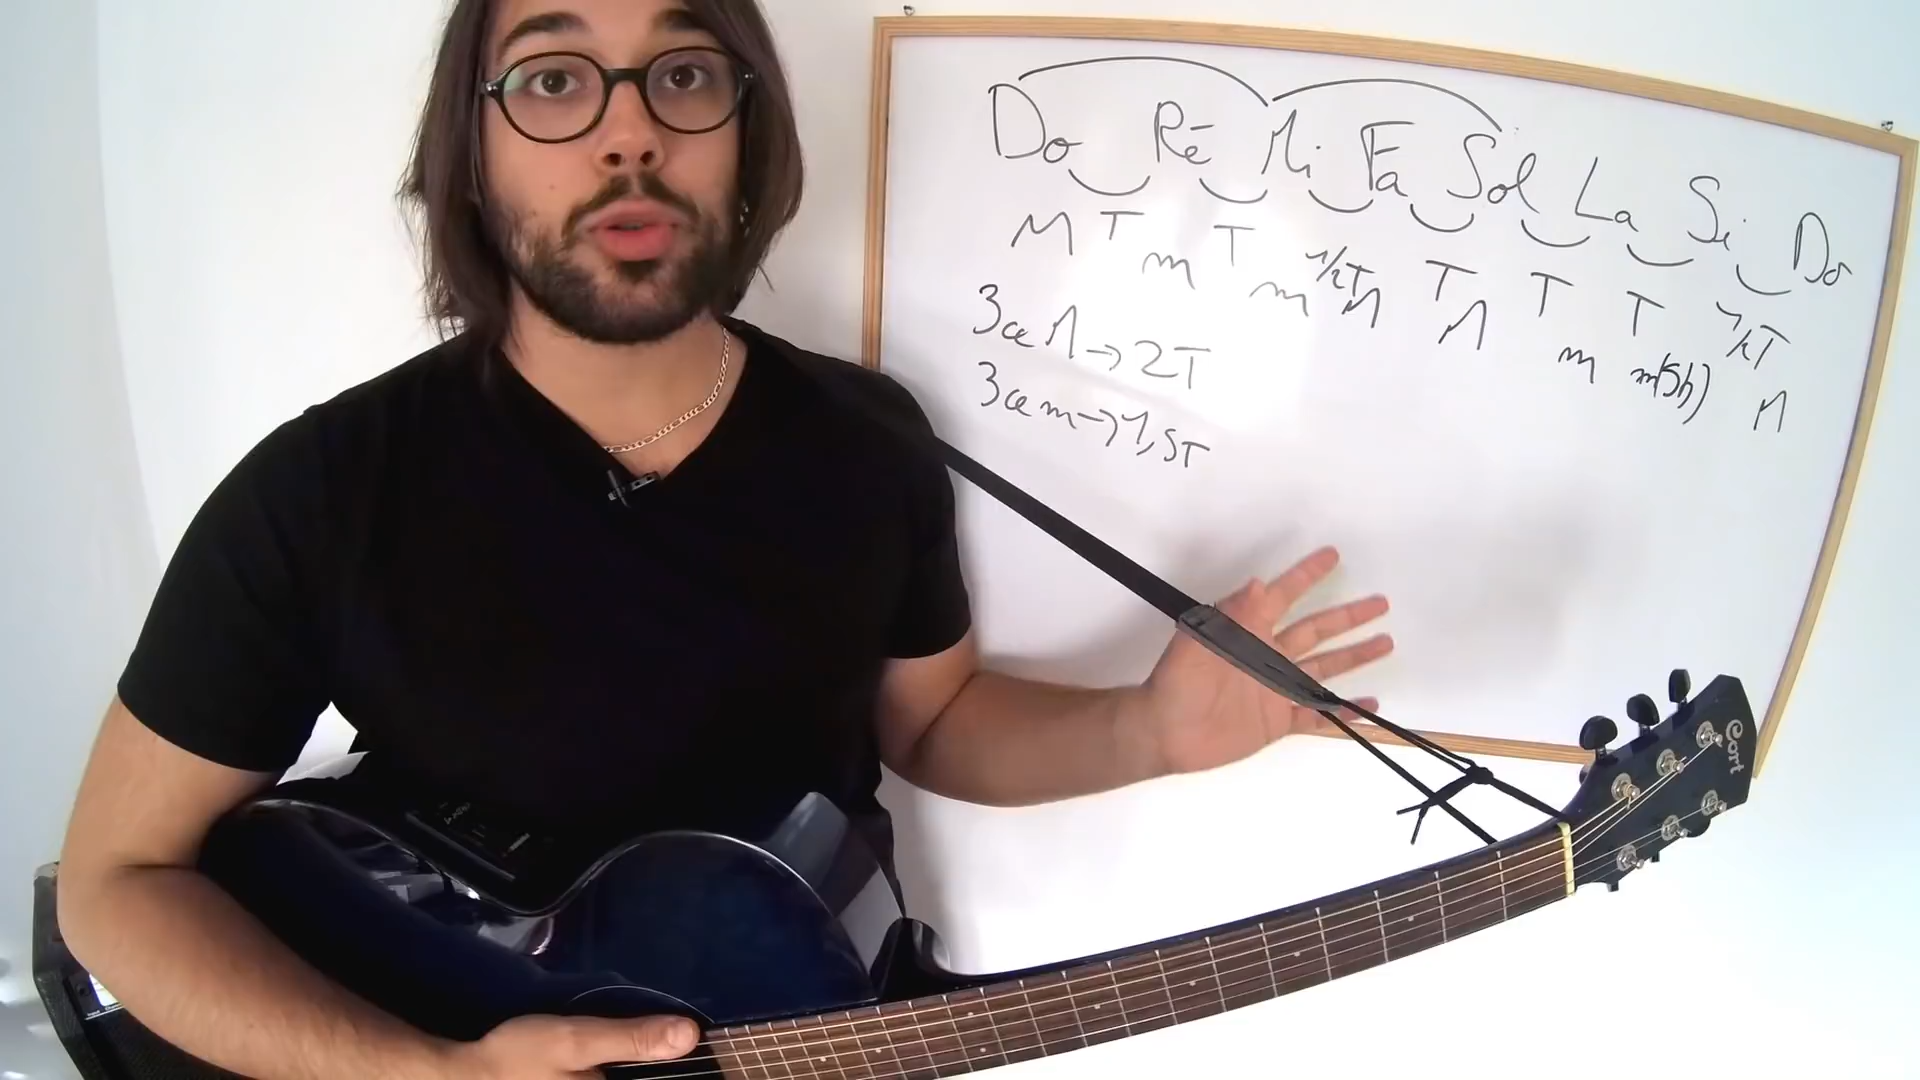 Do Ré Mi Fa Sol La Si Do
T T 1/2T T T T 1/2T
M m m M M m m(5b) M
3ce M → 2T
3ce m → 1,5T
Cort